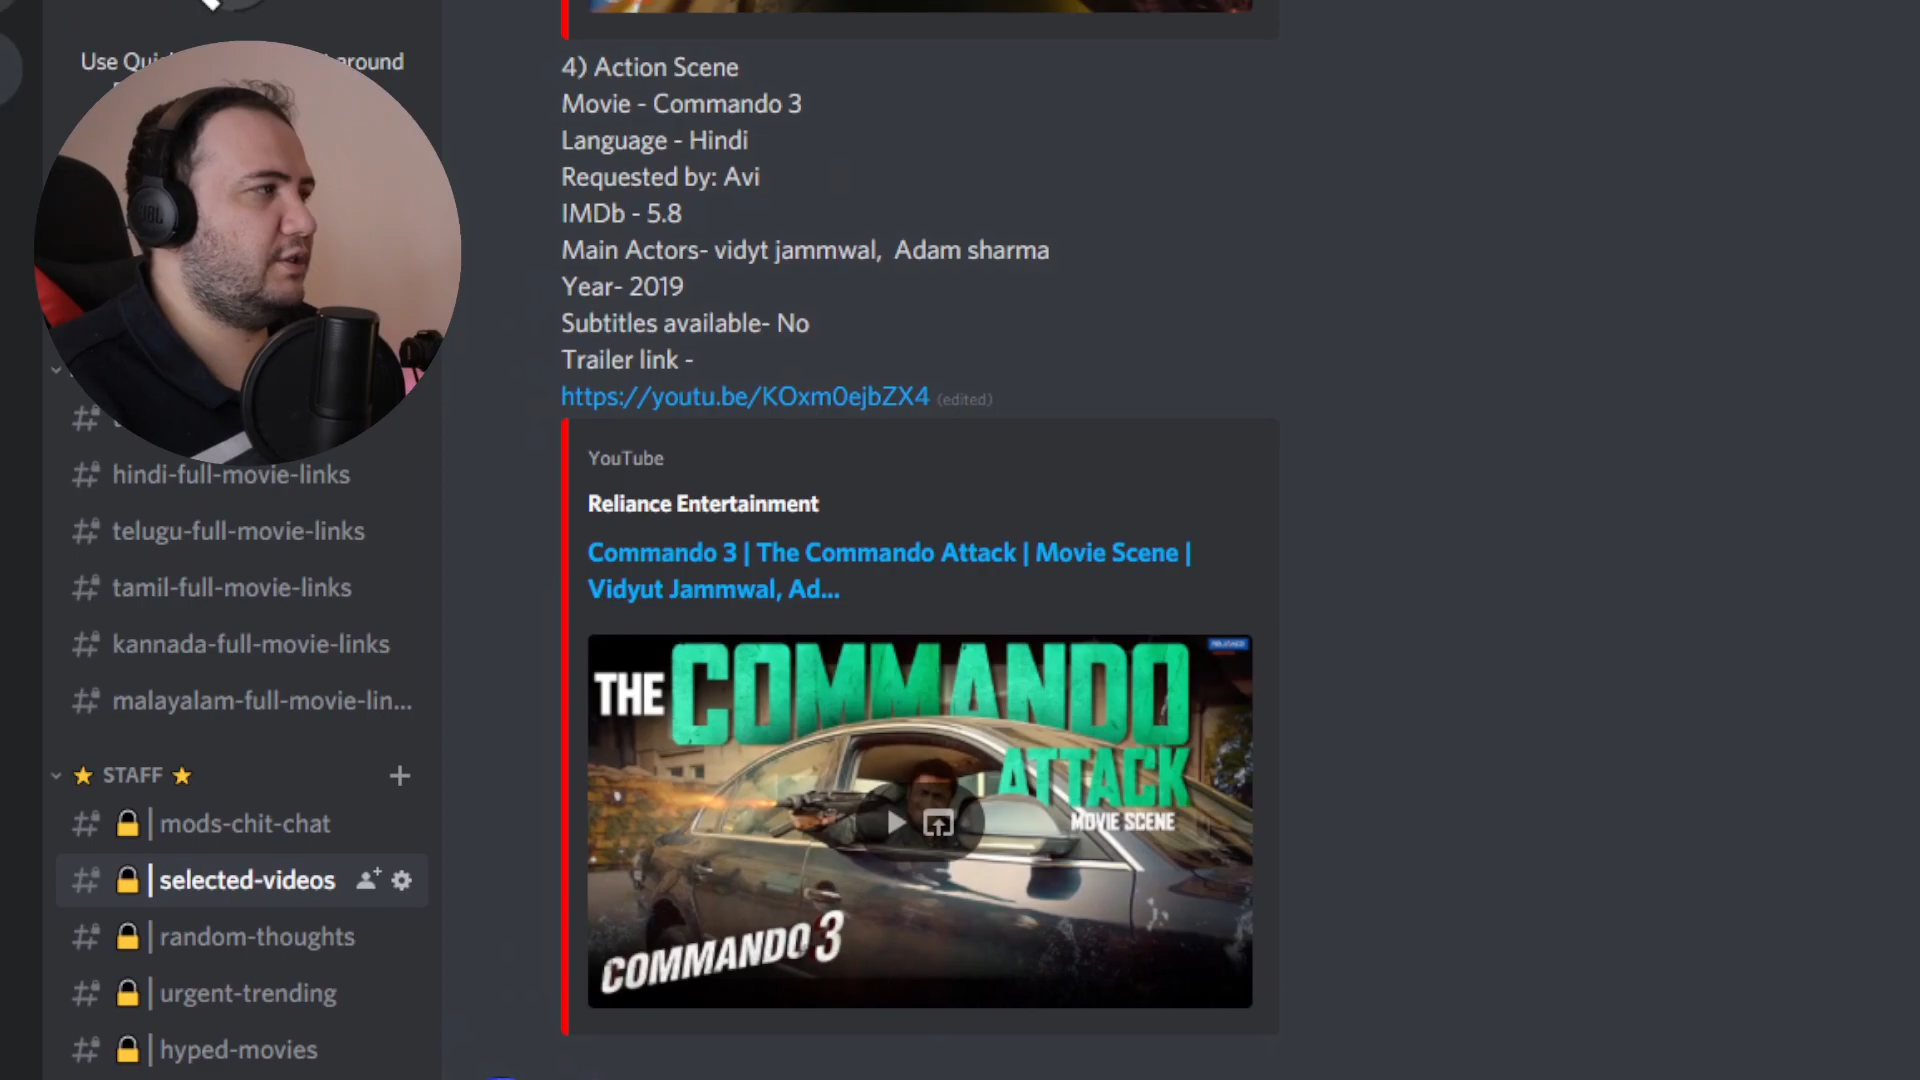 Use Qui
around
4) Action Scene
Movie - Commando 3
Language - Hindi
Requested by: Avi
IMDb - 5.8
Main Actors- vidyt jammwal,  Adam sharma
Year- 2019
Subtitles available- No
Trailer link -
https://youtu.be/KOxm0ejbZX4 (edited)
YouTube
Reliance Entertainment
Commando 3 | The Commando Attack | Movie Scene |
Vidyut Jammwal, Ad...
THE COMMANDO
ATTACK
MOVIE SCENE
COMMANDO 3
RELIANCE
JBL
hindi-full-movie-links
telugu-full-movie-links
tamil-full-movie-links
kannada-full-movie-links
malayalam-full-movie-lin...
⭐ STAFF ⭐
🔒 | mods-chit-chat
🔒 | selected-videos
🔒 | random-thoughts
🔒 | urgent-trending
🔒 | hyped-movies